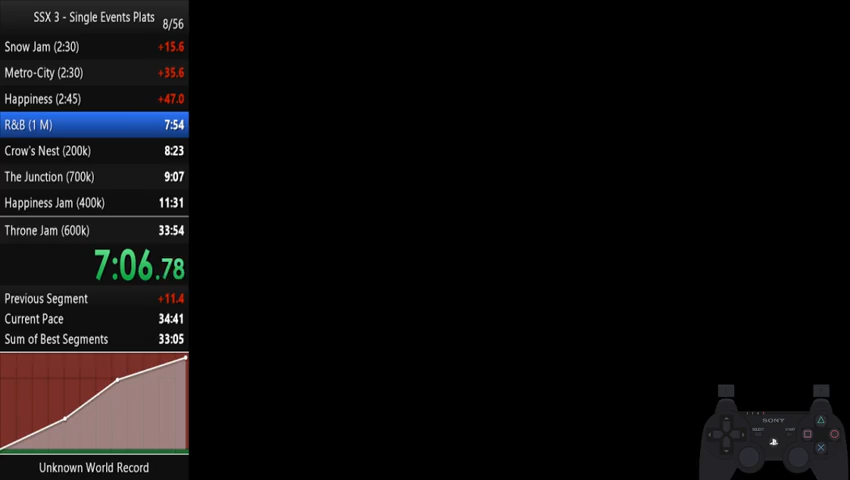 SSX 3 - Single Events Plats
8/56
Snow Jam (2:30) +15.6
Metro-City (2:30) +35.6
Happiness (2:45) +47.0
R&B (1 M) 7:54
Crow's Nest (200k) 8:23
The Junction (700k) 9:07
Happiness Jam (400k) 11:31
Throne Jam (600k) 33:54
7:06.78
Previous Segment +11.4
Current Pace 34:41
Sum of Best Segments 33:05
Unknown World Record
SONY